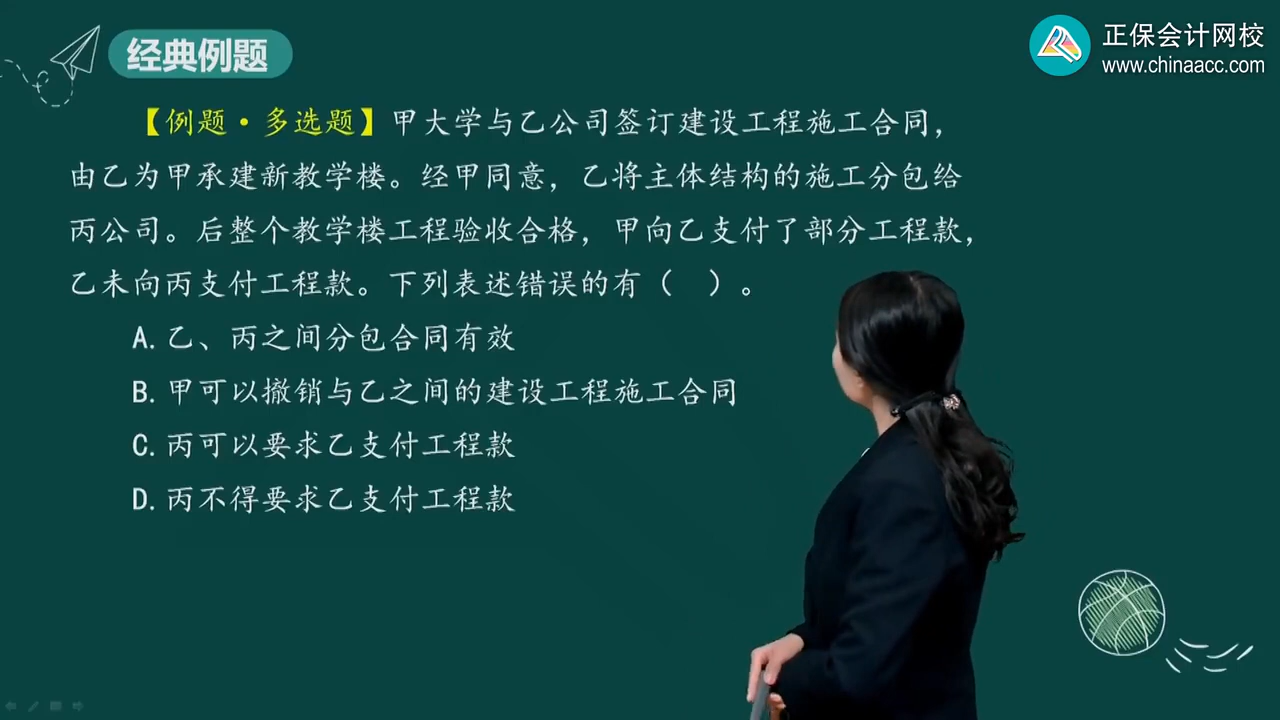 经典例题
正保会计网校
www.chinaacc.com
【例题·多选题】甲大学与乙公司签订建设工程施工合同，
由乙为甲承建新教学楼。经甲同意，乙将主体结构的施工分包给
丙公司。后整个教学楼工程验收合格，甲向乙支付了部分工程款，
乙未向丙支付工程款。下列表述错误的有（ ）。
A. 乙、丙之间分包合同有效
B. 甲可以撤销与乙之间的建设工程施工合同
C. 丙可以要求乙支付工程款
D. 丙不得要求乙支付工程款